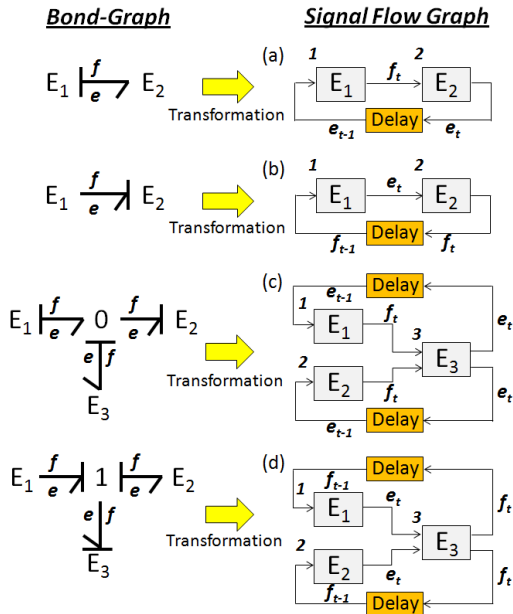 Bond-Graph Signal Flow Graph
(a)
1 2
f
E1 E2
e
Transformation
E1 ft E2
Delay
et-1 et
(b)
1 2
f
E1 E2
e
Transformation
E1 et E2
Delay
ft-1 ft
(c)
Delay
et-1 et
f f
E1 0 E2
e e
e f
E3
Transformation
1
E1 ft
3
E3
2
E2 ft
et
Delay
et-1
(d)
Delay
ft-1 ft
f f
E1 1 E2
e e
e f
E3
Transformation
1
E1 et
3
E3
2
E2 et
ft
Delay
ft-1